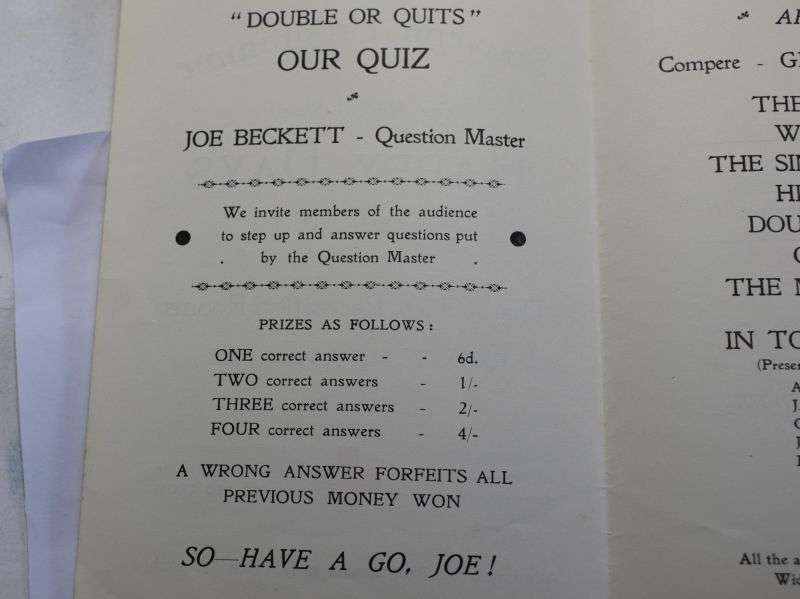 "DOUBLE OR QUITS"
OUR QUIZ
JOE BECKETT - Question Master
We invite members of the audience
to step up and answer questions put
. by the Question Master .
PRIZES AS FOLLOWS:
ONE correct answer - - 6d.
TWO correct answers - 1/-
THREE correct answers - 2/-
FOUR correct answers - 4/-
A WRONG ANSWER FORFEITS ALL
PREVIOUS MONEY WON
SO—HAVE A GO, JOE!
Compere -
THE
THE
IN
All the